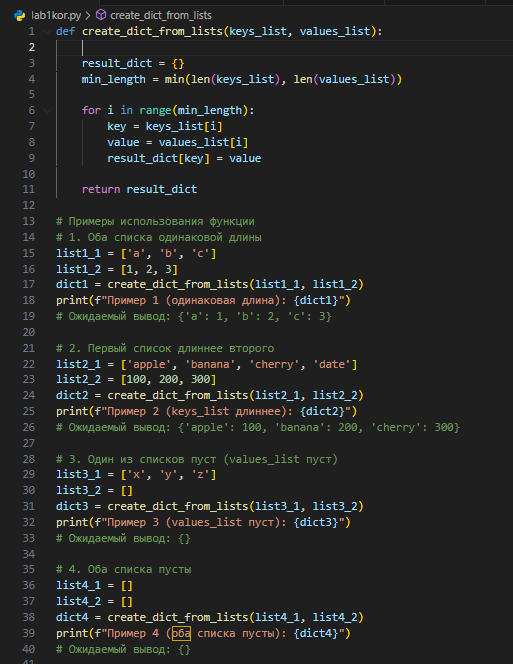 lab1kor.py > create_dict_from_lists
1 def create_dict_from_lists(keys_list, values_list):
2
3     result_dict = {}
4     min_length = min(len(keys_list), len(values_list))
5
6     for i in range(min_length):
7         key = keys_list[i]
8         value = values_list[i]
9         result_dict[key] = value
10
11     return result_dict
12
13 # Примеры использования функции
14 # 1. Оба списка одинаковой длины
15 list1_1 = ['a', 'b', 'c']
16 list1_2 = [1, 2, 3]
17 dict1 = create_dict_from_lists(list1_1, list1_2)
18 print(f"Пример 1 (одинаковая длина): {dict1}")
19 # Ожидаемый вывод: {'a': 1, 'b': 2, 'c': 3}
20
21 # 2. Первый список длиннее второго
22 list2_1 = ['apple', 'banana', 'cherry', 'date']
23 list2_2 = [100, 200, 300]
24 dict2 = create_dict_from_lists(list2_1, list2_2)
25 print(f"Пример 2 (keys_list длиннее): {dict2}")
26 # Ожидаемый вывод: {'apple': 100, 'banana': 200, 'cherry': 300}
27
28 # 3. Один из списков пуст (values_list пуст)
29 list3_1 = ['x', 'y', 'z']
30 list3_2 = []
31 dict3 = create_dict_from_lists(list3_1, list3_2)
32 print(f"Пример 3 (values_list пуст): {dict3}")
33 # Ожидаемый вывод: {}
34
35 # 4. Оба списка пусты
36 list4_1 = []
37 list4_2 = []
38 dict4 = create_dict_from_lists(list4_1, list4_2)
39 print(f"Пример 4 (оба списка пусты): {dict4}")
40 # Ожидаемый вывод: {}
41